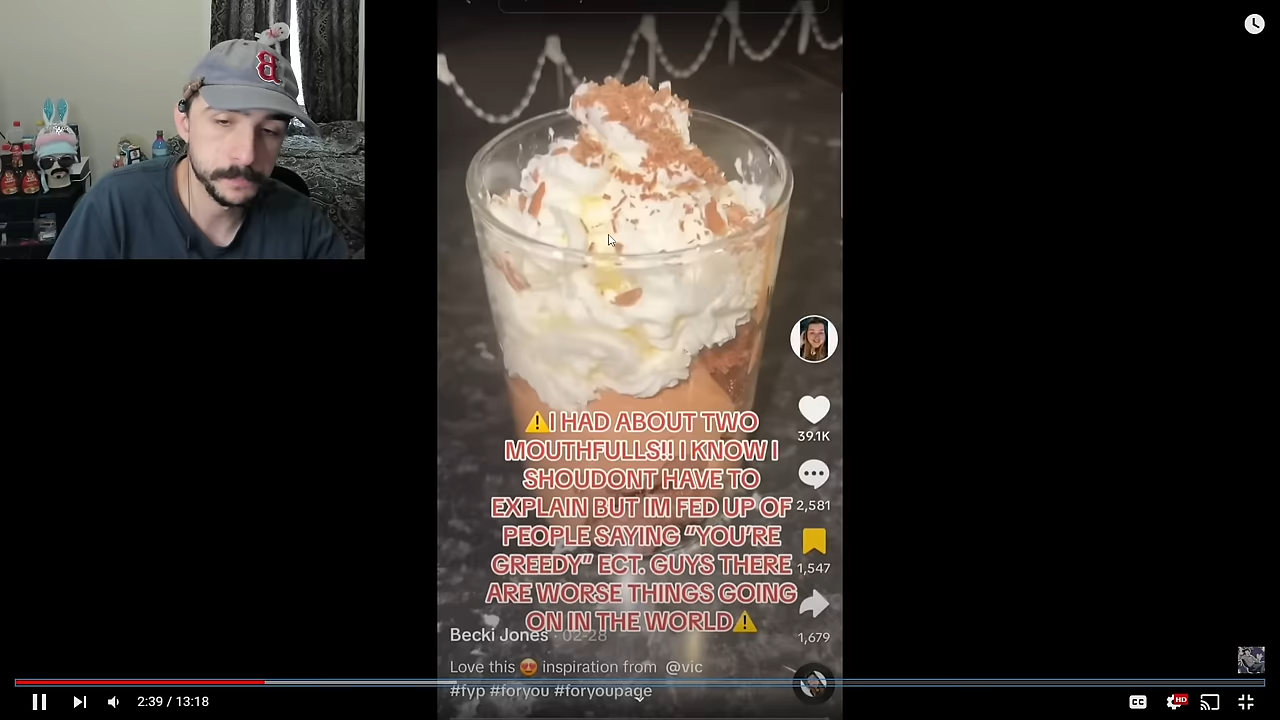 B
⚠️I HAD ABOUT TWO
MOUTHFULLS!! I KNOW I
SHOUDONT HAVE TO
EXPLAIN BUT IM FED UP OF
PEOPLE SAYING “YOU’RE
GREEDY” ECT. GUYS THERE
ARE WORSE THINGS GOING
ON IN THE WORLD⚠️
39.1K
2,581
1,547
1,679
Becki Jones · 02-28
Love this 😍 inspiration from @vic
#fyp #foryou #foryoupage
2:39 / 13:18
CC
HD